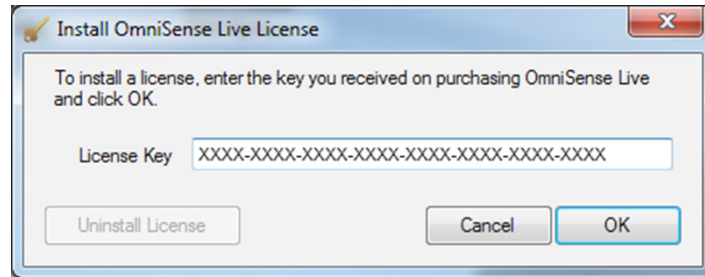 Install OmniSense Live License
To install a license, enter the key you received on purchasing OmniSense Live
and click OK.
License Key XXXX-XXXX-XXXX-XXXX-XXXX-XXXX-XXXX-XXXX
Uninstall License Cancel OK